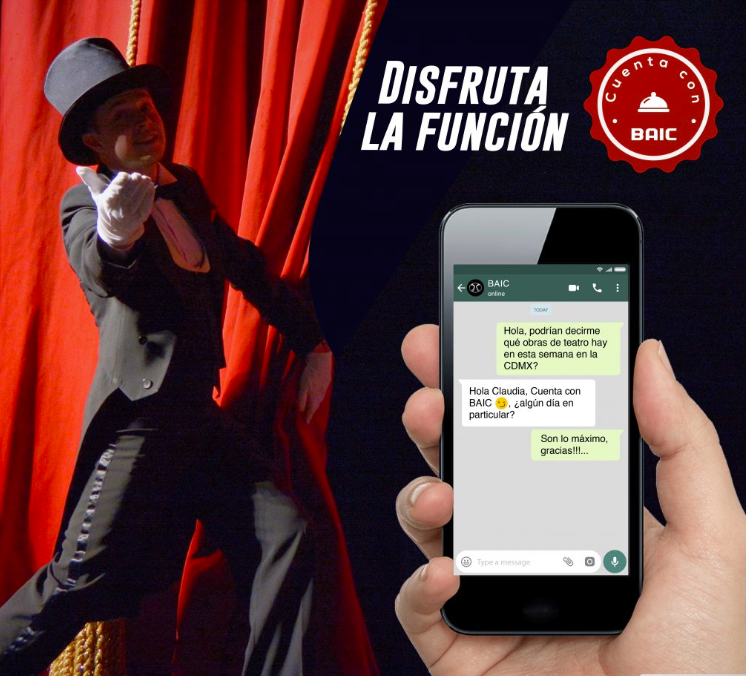 DISFRUTA
LA FUNCIÓN
Cuenta con
BAIC
BAIC
online
TODAY
Hola, podrían decirme
qué obras de teatro hay
en esta semana en la
CDMX?
Hola Claudia, Cuenta con
BAIC 😏, ¿algún día en
particular?
Son lo máximo,
gracias!!!...
Type a message